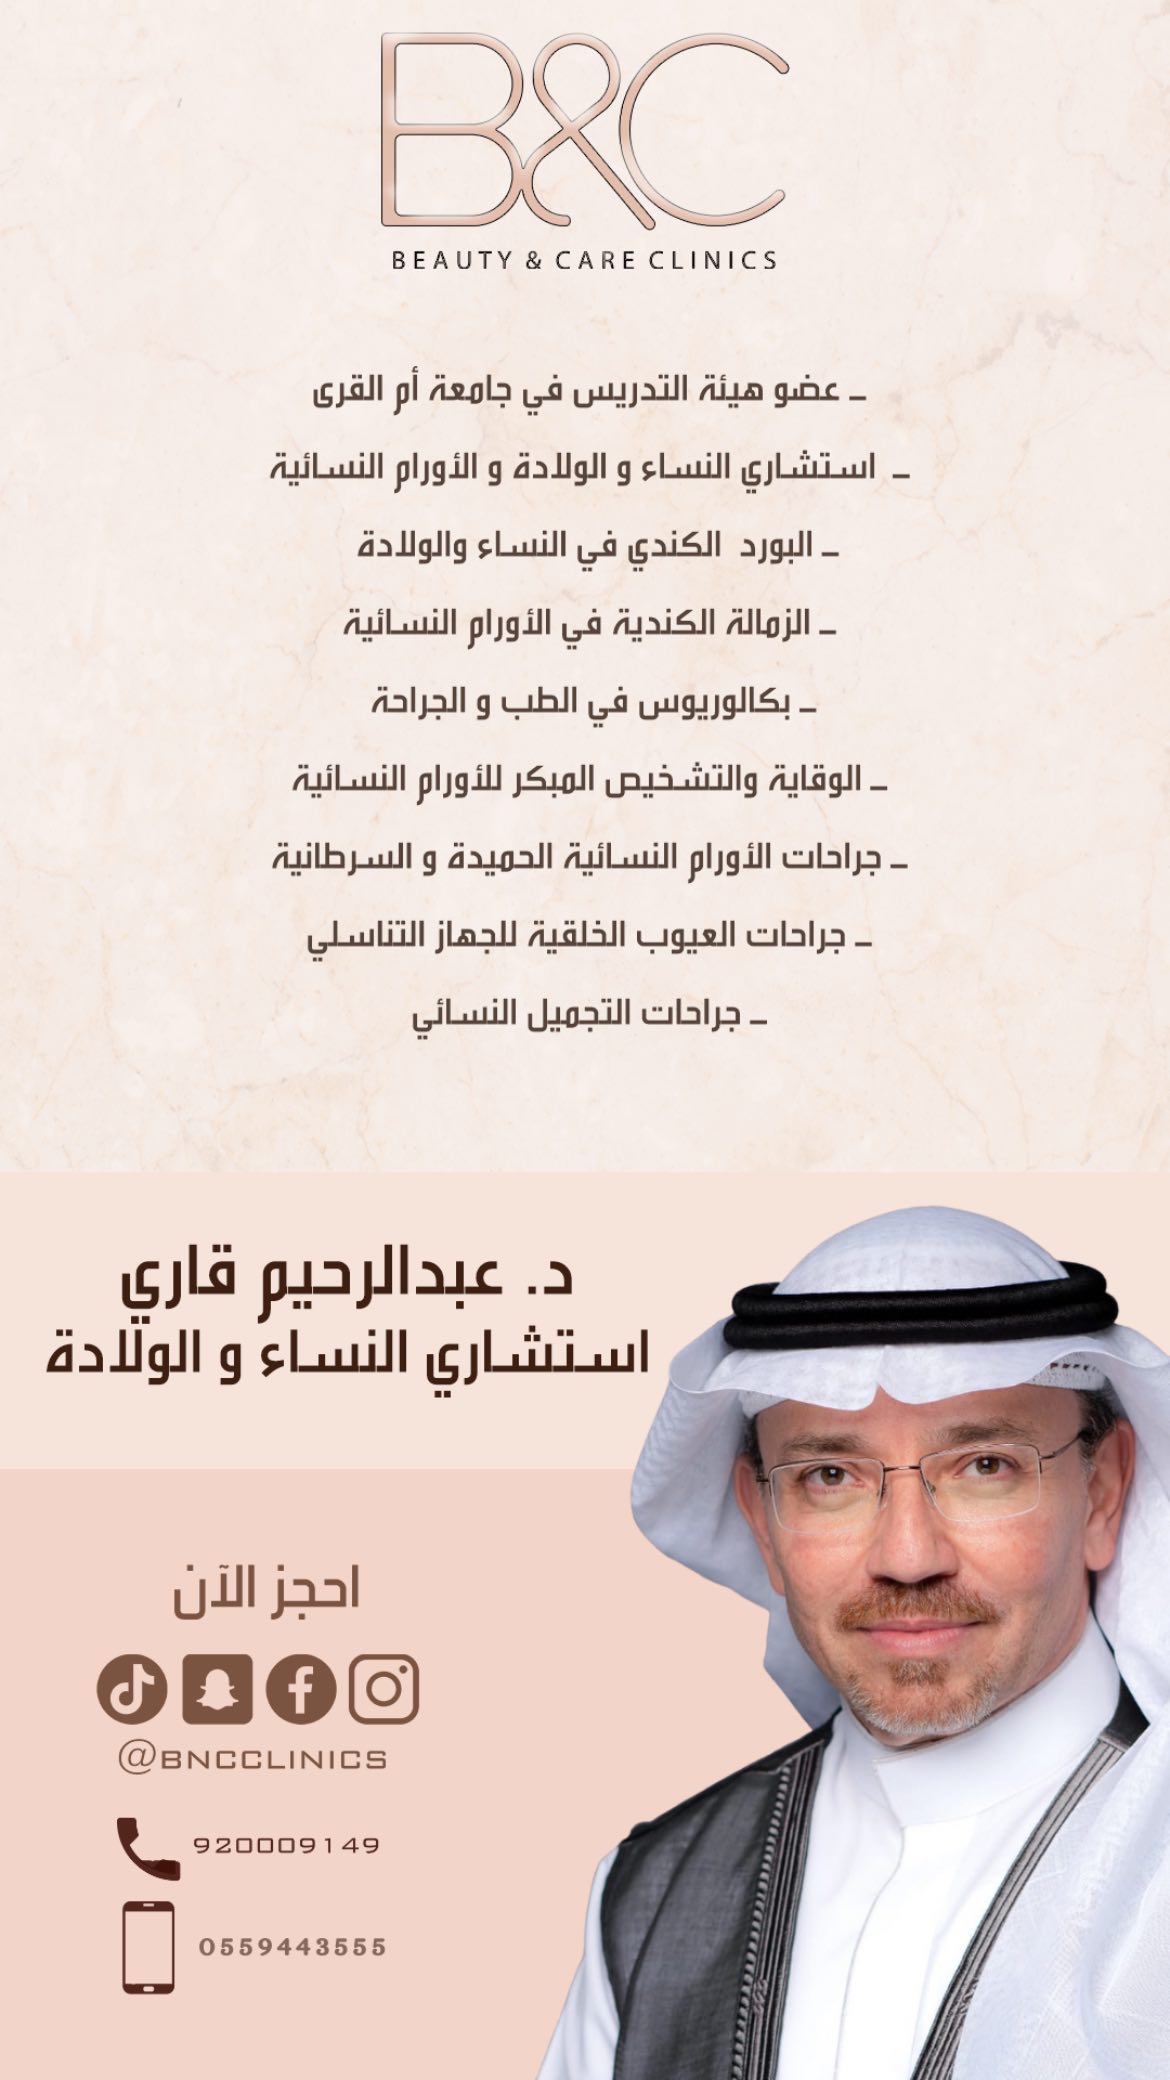 B&C
BEAUTY & CARE CLINICS
ـ عضو هيئة التدريس في جامعة أم القرى
ـ استشاري النساء و الولادة و الأورام النسائية
ـ البورد الكندي في النساء والولادة
ـ الزمالة الكندية في الأورام النسائية
ـ بكالوريوس في الطب و الجراحة
ـ الوقاية والتشخيص المبكر للأورام النسائية
ـ جراحات الأورام النسائية الحميدة و السرطانية
ـ جراحات العيوب الخلقية للجهاز التناسلي
ـ جراحات التجميل النسائي
د. عبدالرحيم قاري
استشاري النساء و الولادة
احجز الآن
@BNCCLINICS
920009149
0559443555